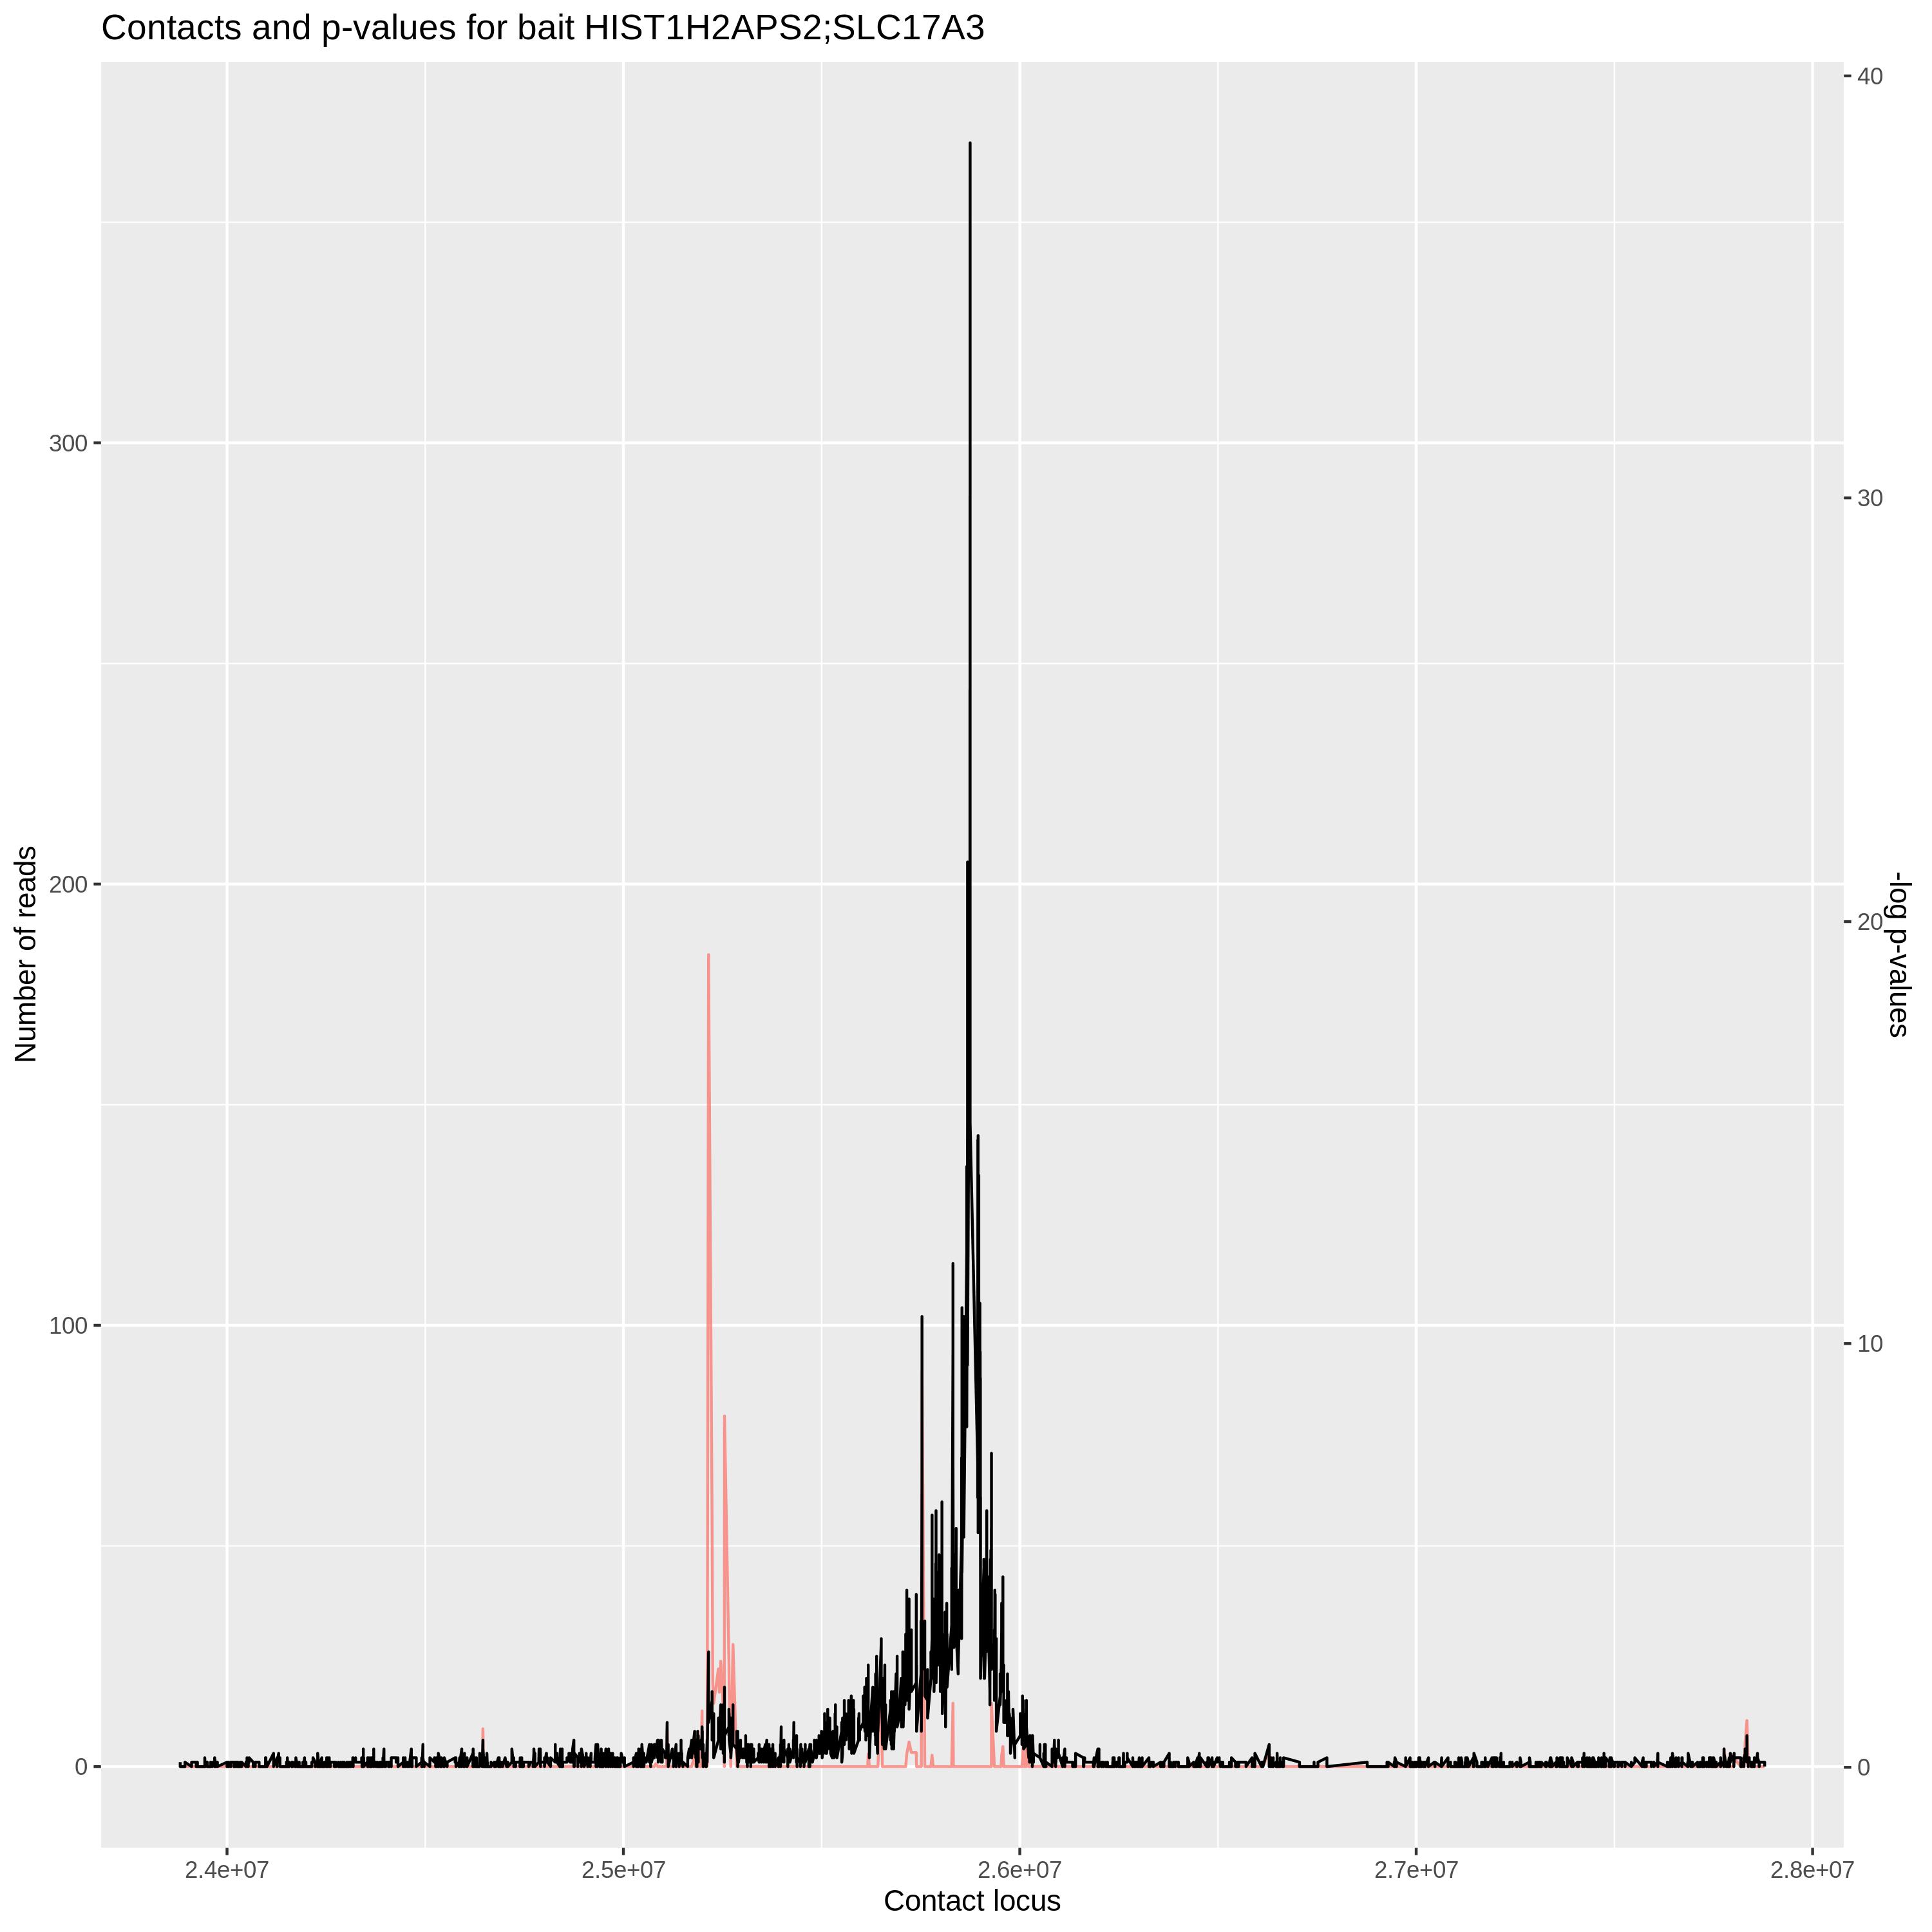 Contacts and p-values for bait HIST1H2APS2;SLC17A3
40
300
30
200
20
100
10
0
0
Number of reads
-log p-values
2.4e+07 2.5e+07 2.6e+07 2.7e+07 2.8e+07
Contact locus